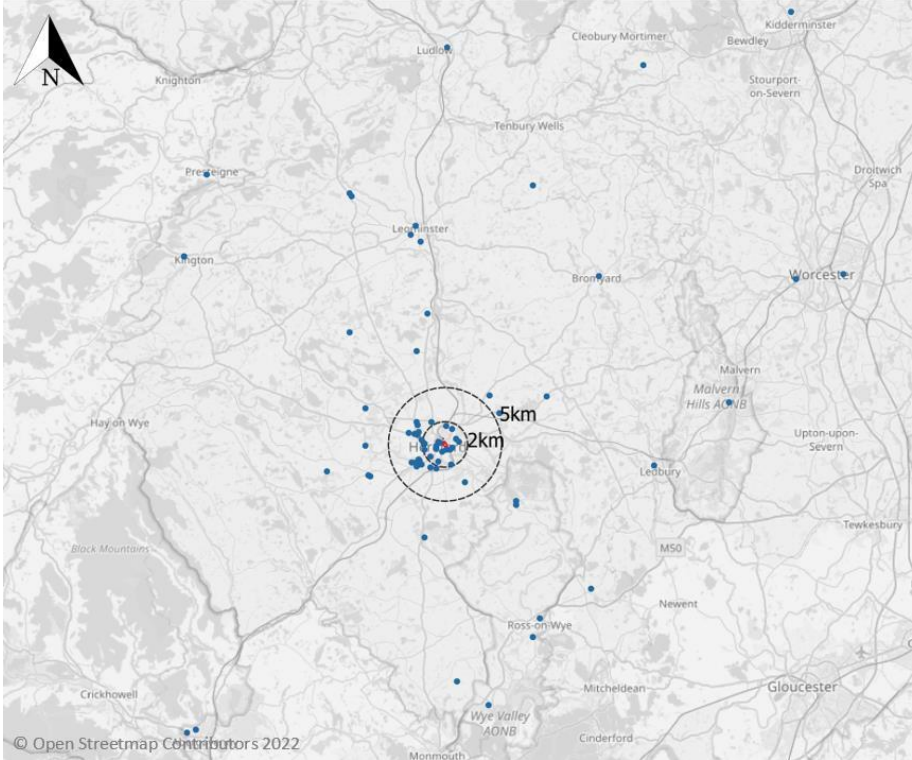 Kidderminster
Cleobury Mortimer
Bewdley
Ludlow
N
Knighton
Stourport
-on-Severn
Tenbury Wells
Droitwich
Spa
Presteigne
Leominster
Kington
Bromyard
Worcester
Malvern
Malvern
Hills AONB
5km
Hay on Wye
2km
Upton-upon-
Severn
Ledbury
Tewkesbury
Black Mountains
M50
Newent
Ross-on-Wye
Crickhowell
Mitcheldean
Gloucester
Wye Valley
AONB
Cinderford
© Open Streetmap Contributors 2022
Monmouth